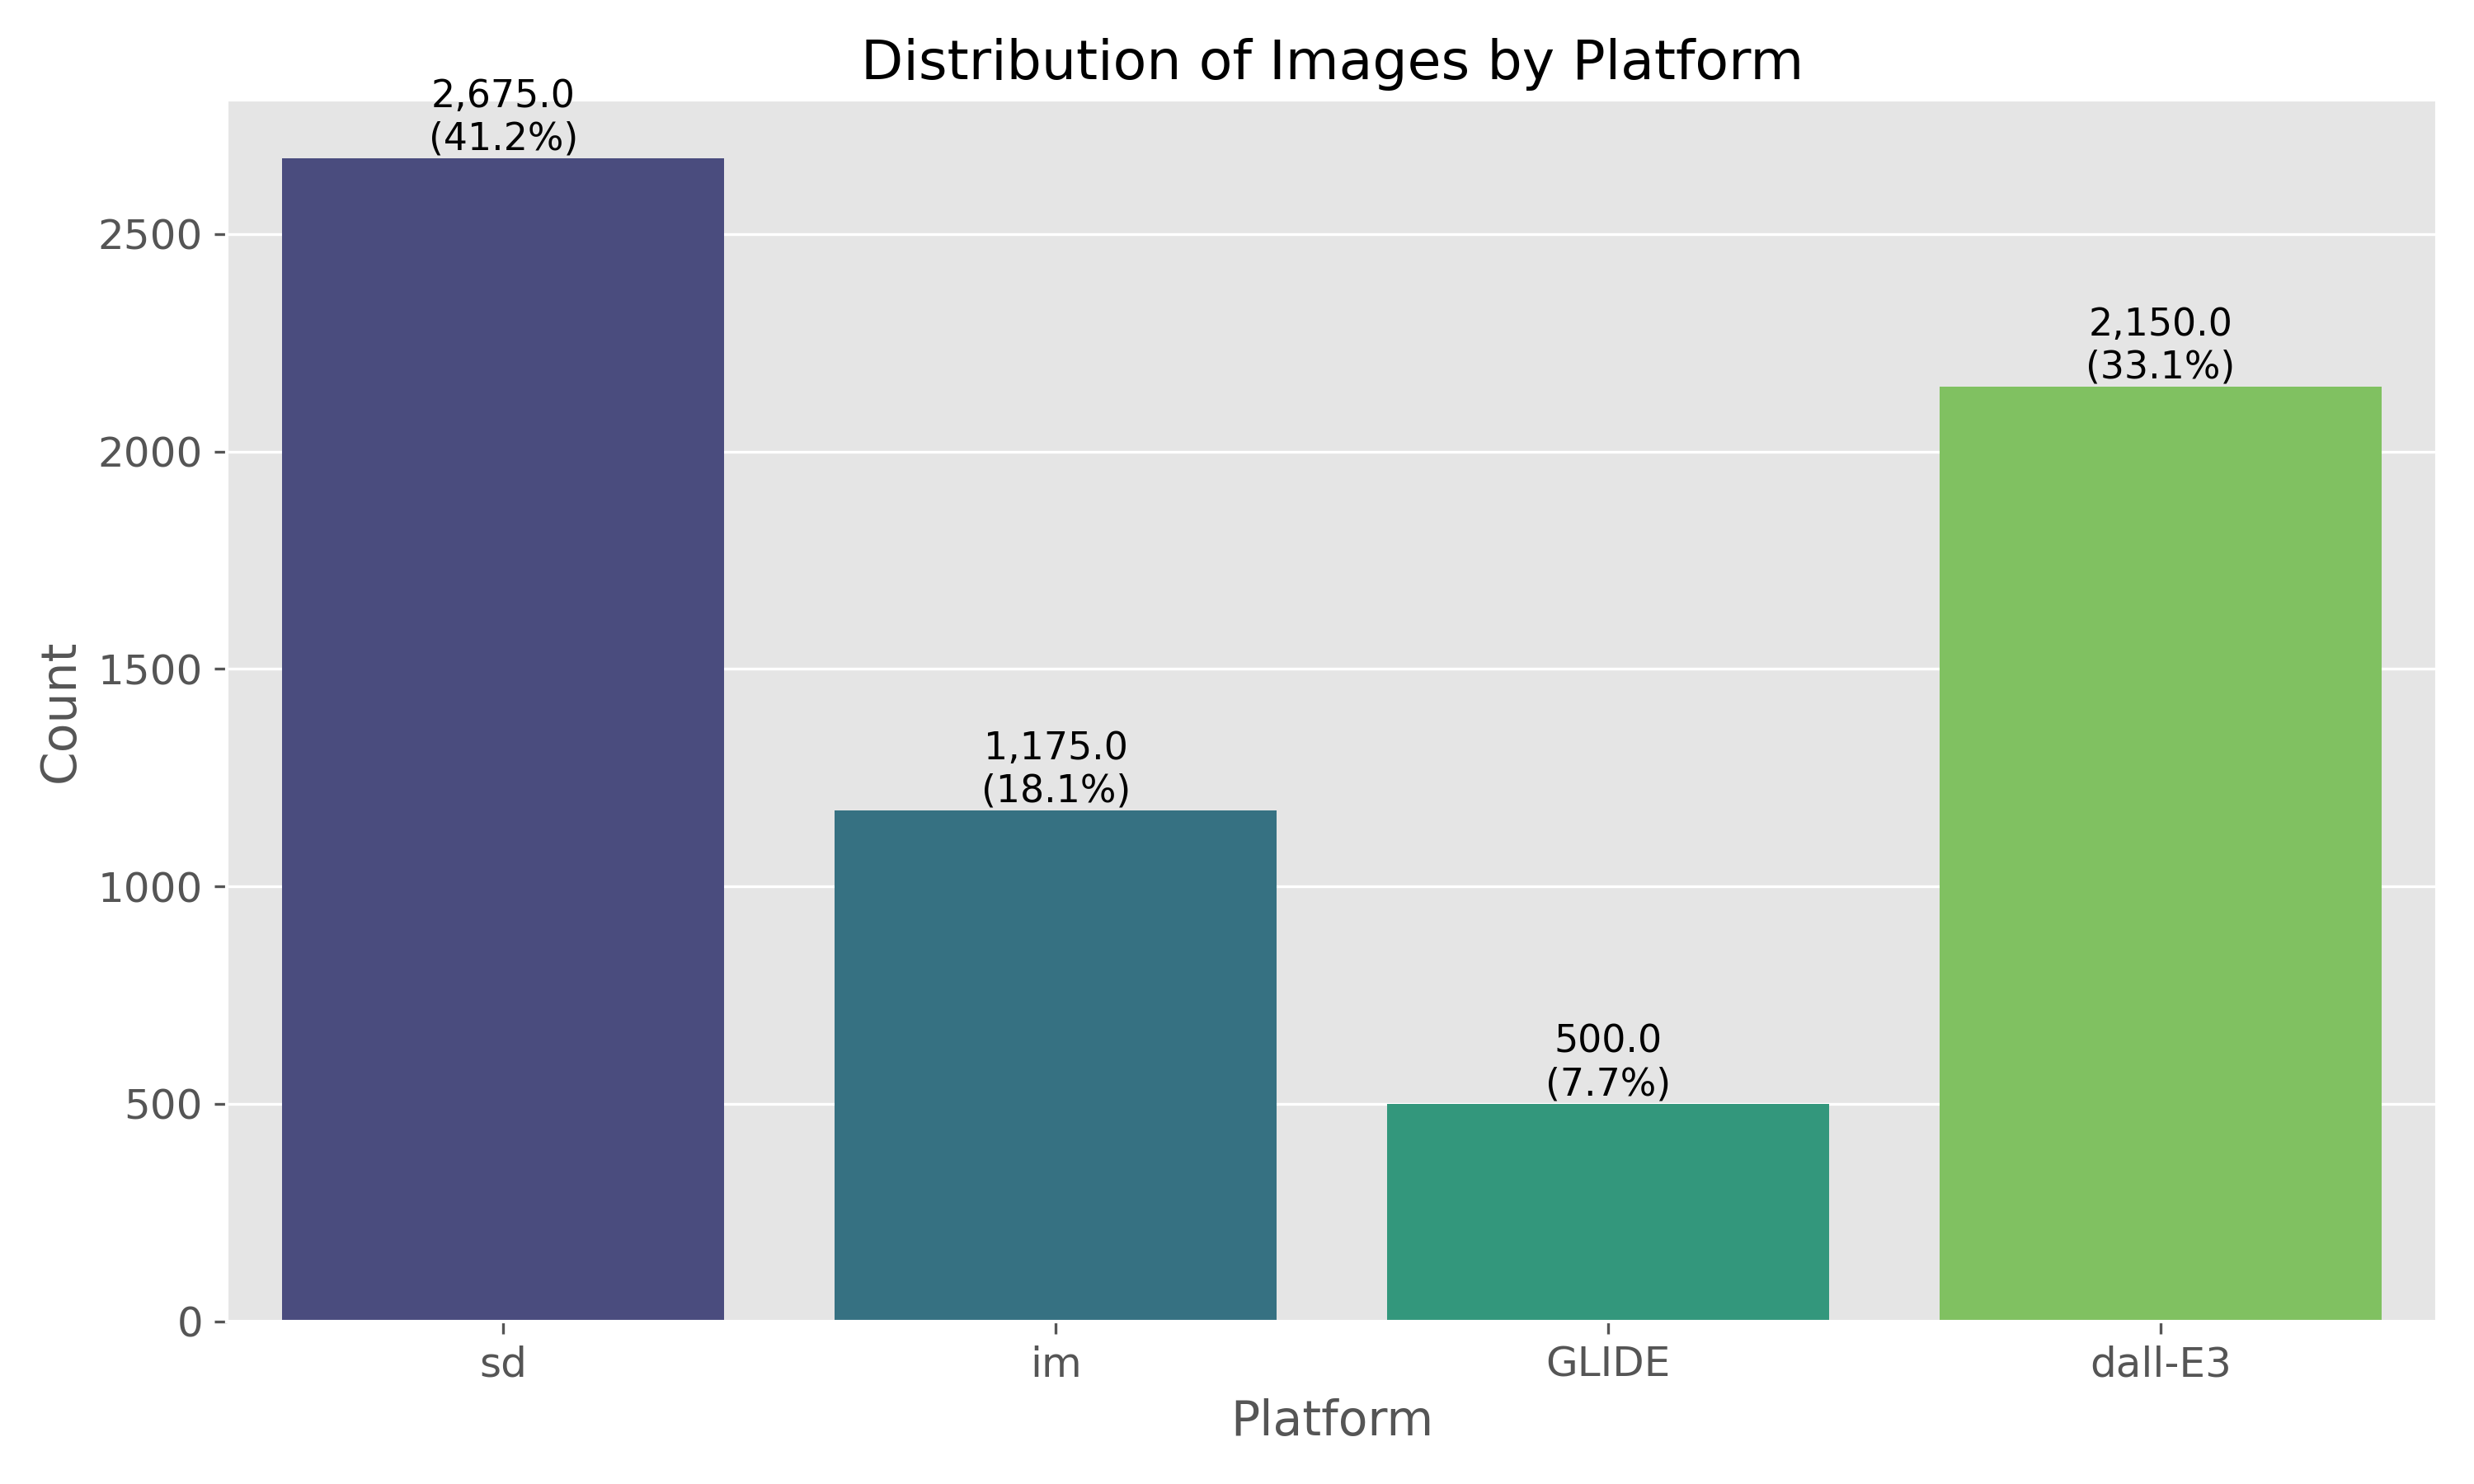 Distribution of Images by Platform
2,675.0
(41.2%)
2,150.0
(33.1%)
1,175.0
(18.1%)
500.0
(7.7%)
Count
2500
2000
1500
1000
500
0
sd
im
GLIDE
dall-E3
Platform